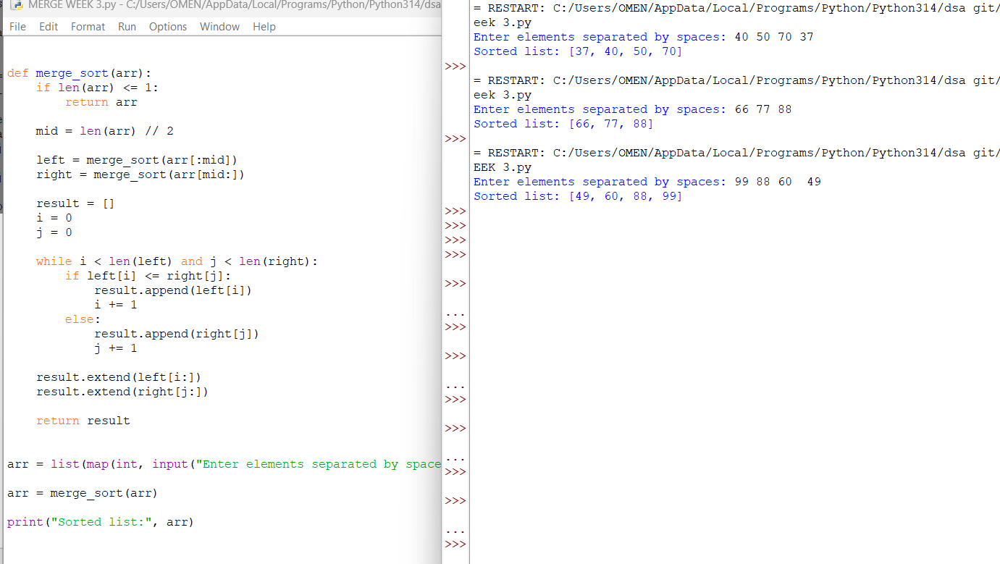 MERGE WEEK 3.py - C:/Users/OMEN/AppData/Local/Programs/Python/Python314/dsa
File Edit Format Run Options Window Help
def merge_sort(arr):
    if len(arr) <= 1:
        return arr
    mid = len(arr) // 2
    left = merge_sort(arr[:mid])
    right = merge_sort(arr[mid:])
    result = []
    i = 0
    j = 0
    while i < len(left) and j < len(right):
        if left[i] <= right[j]:
            result.append(left[i])
            i += 1
        else:
            result.append(right[j])
            j += 1
    result.extend(left[i:])
    result.extend(right[j:])
    return result
arr = list(map(int, input("Enter elements separated by space
arr = merge_sort(arr)
print("Sorted list:", arr)
= RESTART: C:/Users/OMEN/AppData/Local/Programs/Python/Python314/dsa git/
eek 3.py
Enter elements separated by spaces: 40 50 70 37
Sorted list: [37, 40, 50, 70]
>>>
= RESTART: C:/Users/OMEN/AppData/Local/Programs/Python/Python314/dsa git/
eek 3.py
Enter elements separated by spaces: 66 77 88
Sorted list: [66, 77, 88]
>>>
= RESTART: C:/Users/OMEN/AppData/Local/Programs/Python/Python314/dsa git/
EEK 3.py
Enter elements separated by spaces: 99 88 60  49
Sorted list: [49, 60, 88, 99]
>>>
>>>
>>>
>>>
>>>
...
>>>
>>>
...
>>>
>>>
...
>>>
>>>
...
>>>